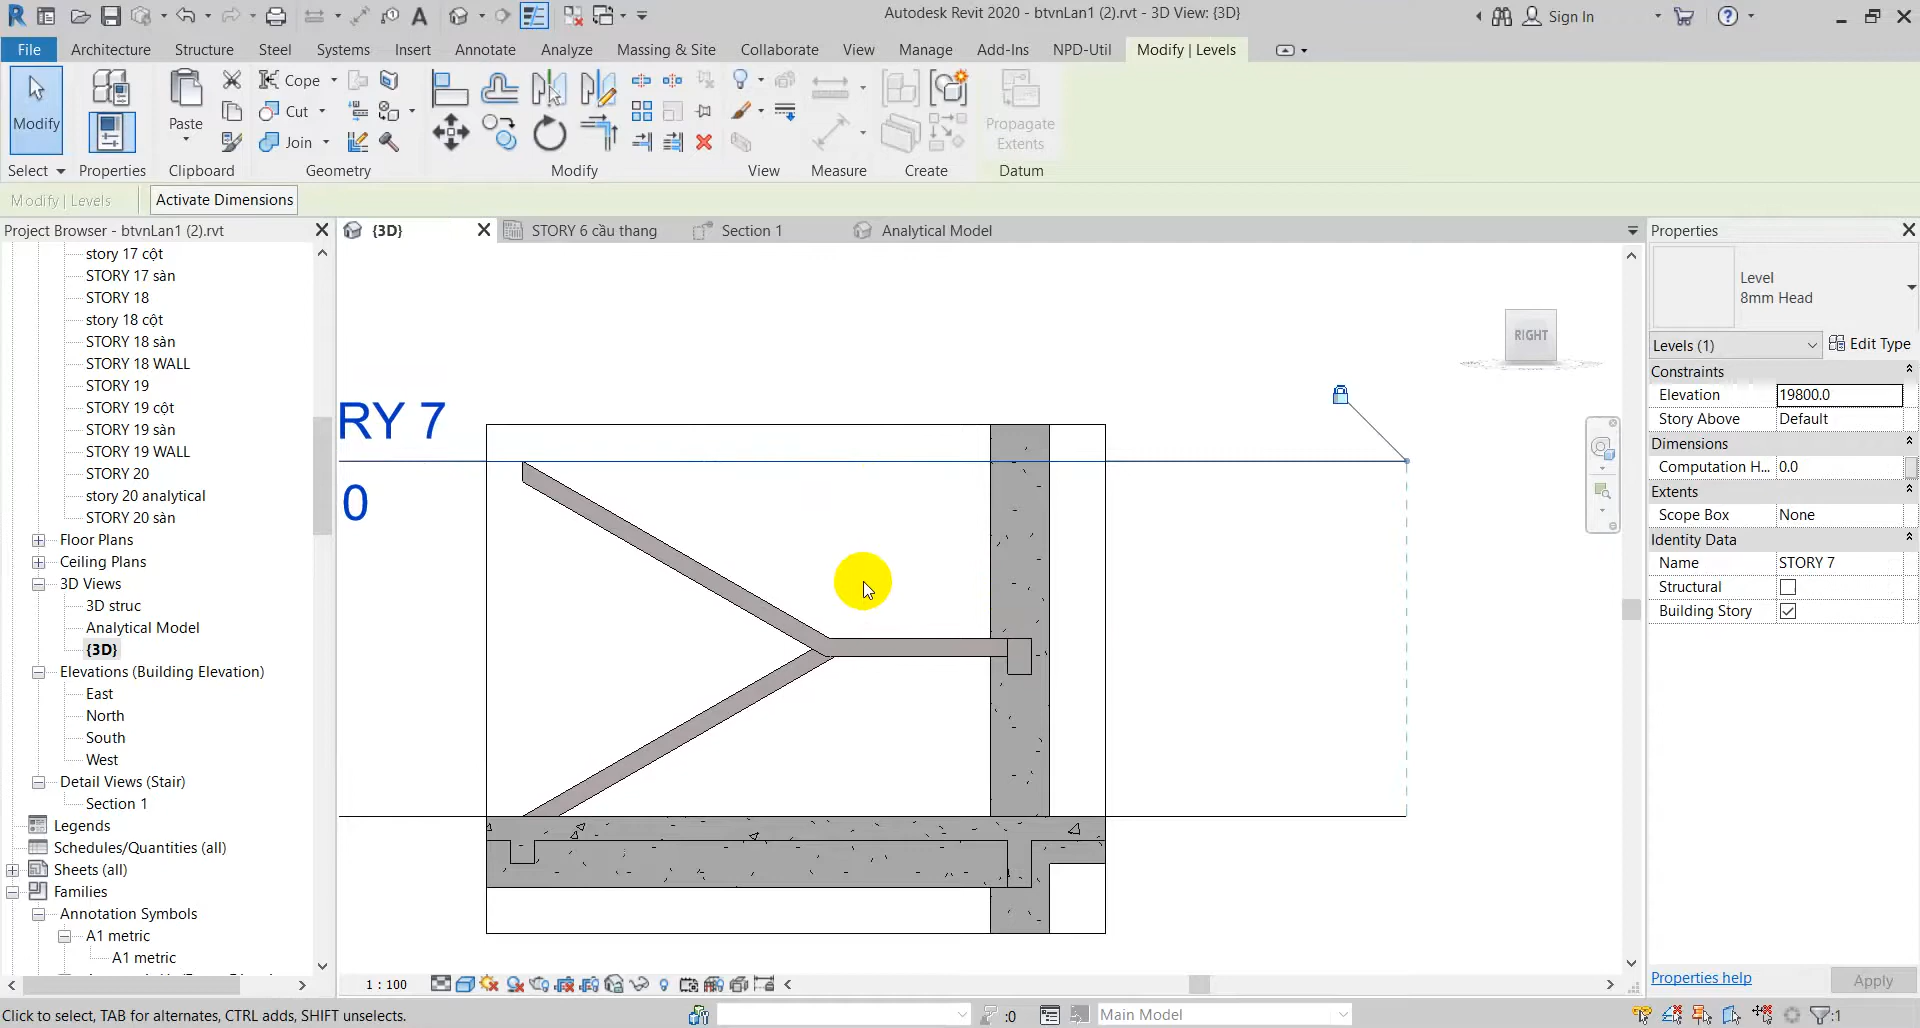 Autodesk Revit 2020 - btvnLan1 (2).rvt - 3D View: {3D}
Sign In
File Architecture Structure Steel Systems Insert Annotate Analyze Massing & Site Collaborate View Manage Add-Ins NPD-Util Modify | Levels
Modify
Paste
Cope
Cut
Join
Propagate Extents
Select Properties Clipboard Geometry Modify View Measure Create Datum
Modify | Levels Activate Dimensions
Project Browser - btvnLan1 (2).rvt
{3D} STORY 6 cầu thang Section 1 Analytical Model
story 17 cột
STORY 17 sàn
STORY 18
story 18 cột
STORY 18 sàn
STORY 18 WALL
STORY 19
STORY 19 cột
STORY 19 sàn
STORY 19 WALL
STORY 20
story 20 analytical
STORY 20 sàn
Floor Plans
Ceiling Plans
3D Views
3D struc
Analytical Model
{3D}
Elevations (Building Elevation)
East
North
South
West
Detail Views (Stair)
Section 1
Legends
Schedules/Quantities (all)
Sheets (all)
Families
Annotation Symbols
A1 metric
A1 metric
RY 7
0
RIGHT
Properties
Level
8mm Head
Levels (1) Edit Type
Constraints
Elevation 19800.0
Story Above Default
Dimensions
Computation H... 0.0
Extents
Scope Box None
Identity Data
Name STORY 7
Structural
Building Story
Properties help Apply
1 : 100
Click to select, TAB for alternates, CTRL adds, SHIFT unselects.
:0
Main Model
:1